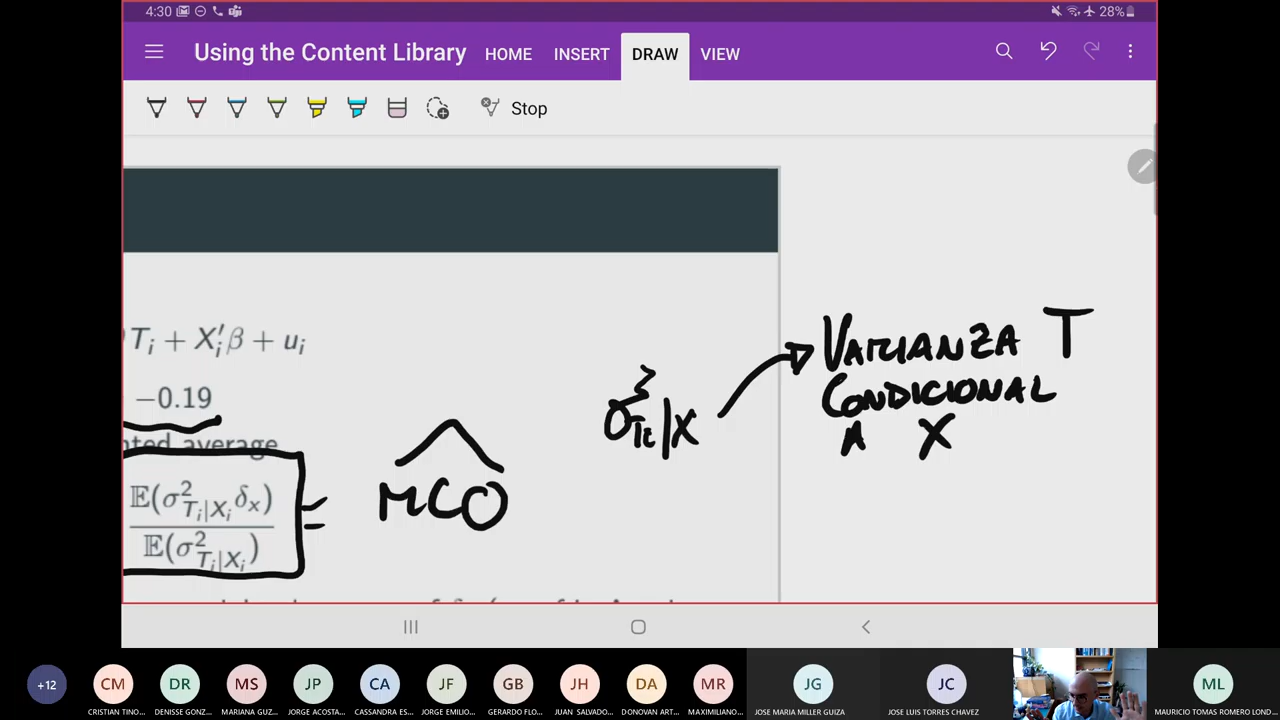 4:30
28%
Using the Content Library HOME INSERT DRAW VIEW
Stop
T_i + X_i'β + u_i
−0.19
average
𝔼(σ²_{T_i|X_i} δ_x)
𝔼(σ²_{T_i|X_i})
=
MCO
σ²_{Ti}|X
VARIANZA T
CONDICIONAL
A X
+12 CM DR MS JP CA JF GB JH DA MR JG JC ML
CRISTIAN TINO... DENISSE GONZ... MARIANA GUZ... JORGE ACOSTA... CASSANDRA ES... JORGE EMILIO... GERARDO FLO... JUAN SALVADO... DONOVAN ART... MAXIMILIANO... JOSE MARIA MILLER GUIZA JOSE LUIS TORRES CHAVEZ MAURICIO TOMAS ROMERO LOND...